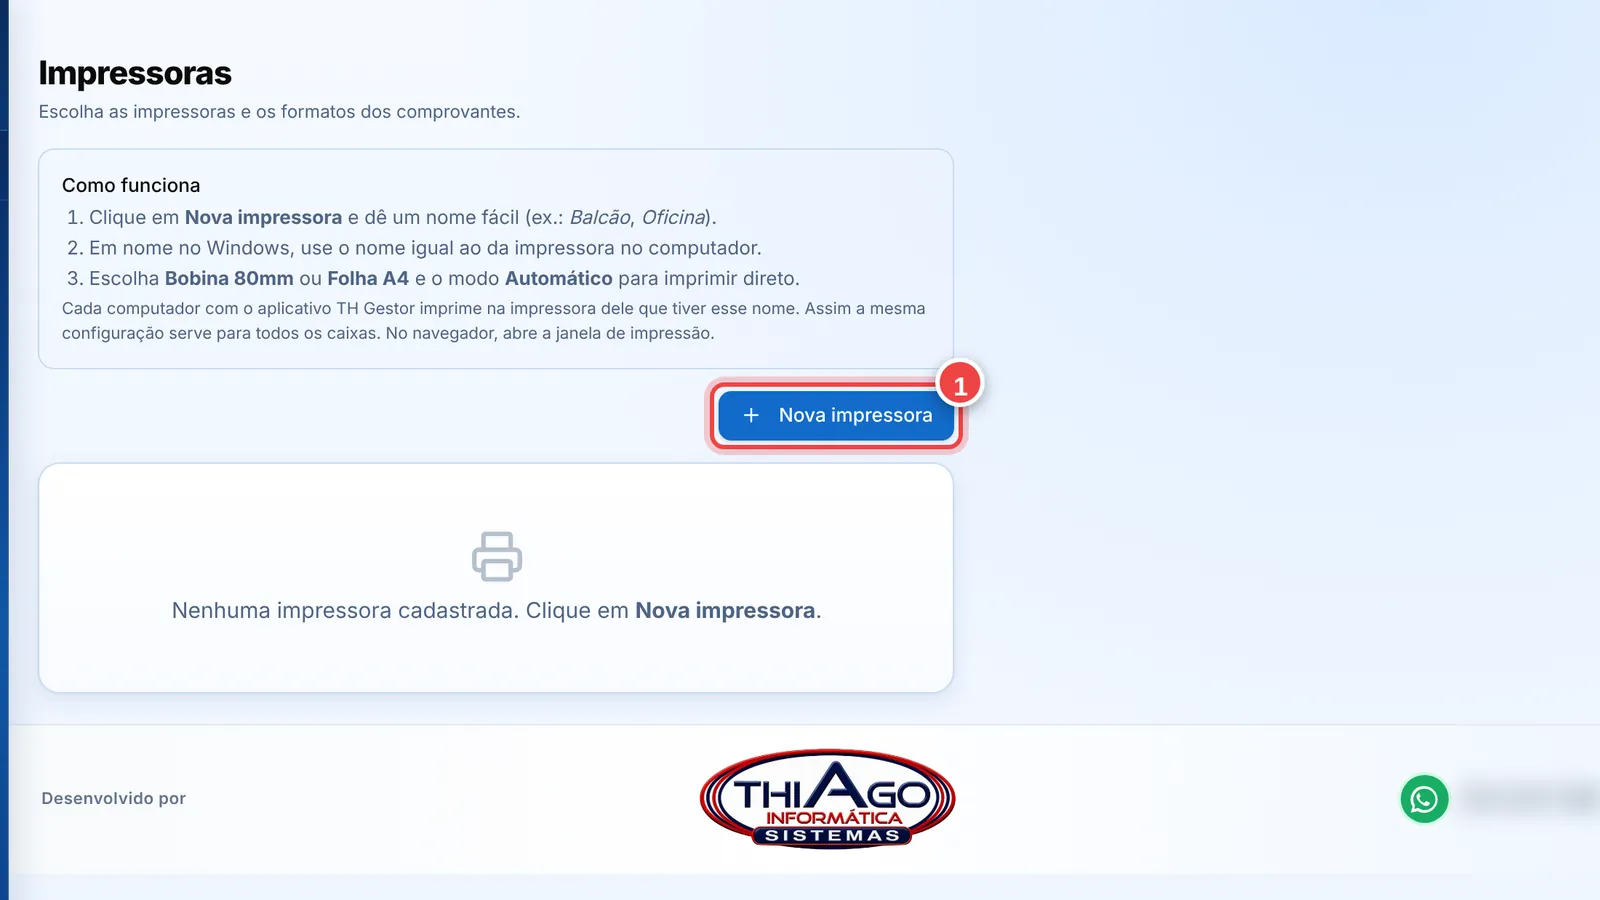 Impressoras
Escolha as impressoras e os formatos dos comprovantes.
Como funciona
1. Clique em Nova impressora e dê um nome fácil (ex.: Balcão, Oficina).
2. Em nome no Windows, use o nome igual ao da impressora no computador.
3. Escolha Bobina 80mm ou Folha A4 e o modo Automático para imprimir direto.
Cada computador com o aplicativo TH Gestor imprime na impressora dele que tiver esse nome. Assim a mesma
configuração serve para todos os caixas. No navegador, abre a janela de impressão.
1
+ Nova impressora
Nenhuma impressora cadastrada. Clique em Nova impressora.
Desenvolvido por
THIAGO
INFORMÁTICA
SISTEMAS